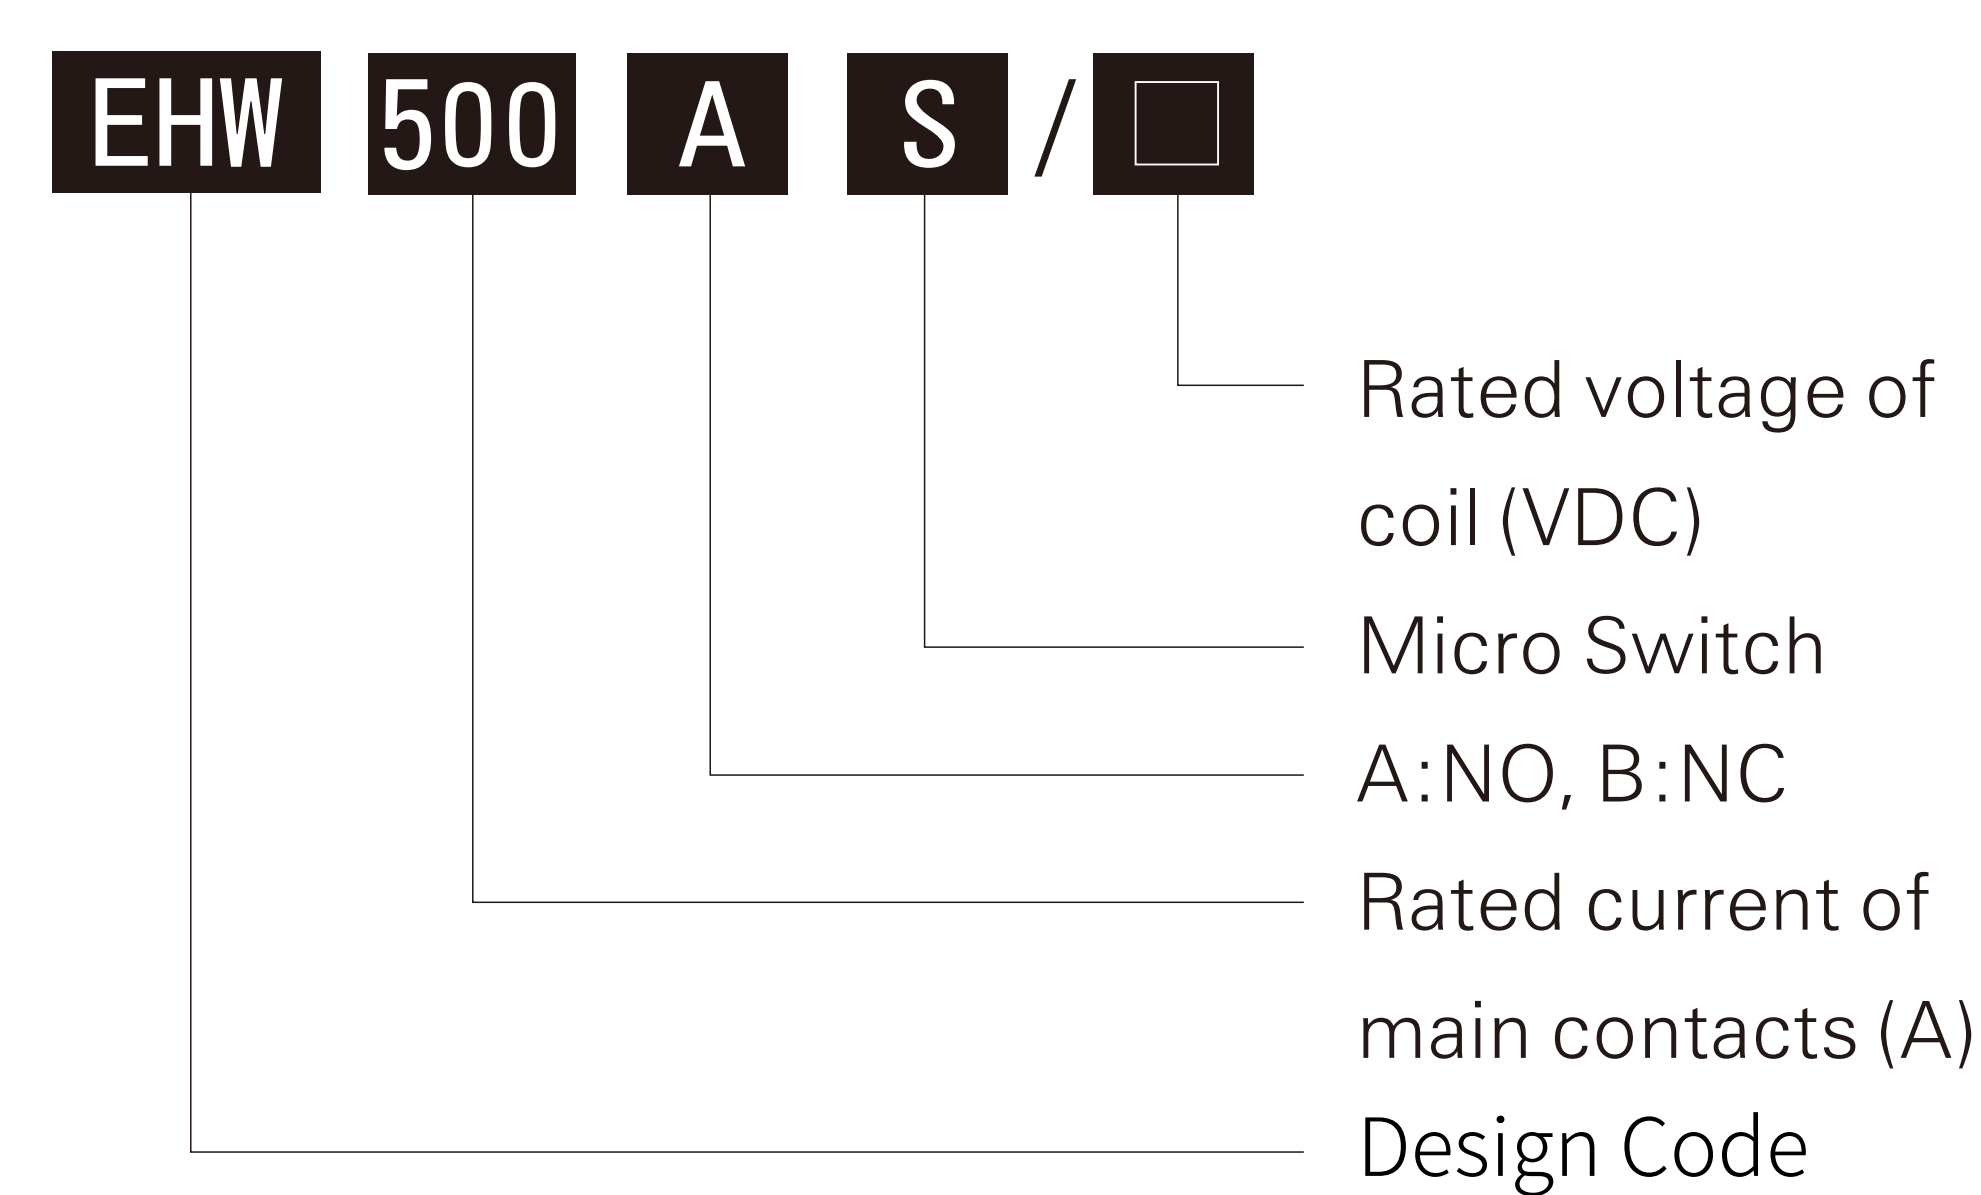 EHW 500 A S / □
Rated voltage of
coil (VDC)
Micro Switch
A:NO, B:NC
Rated current of
main contacts (A)
Design Code